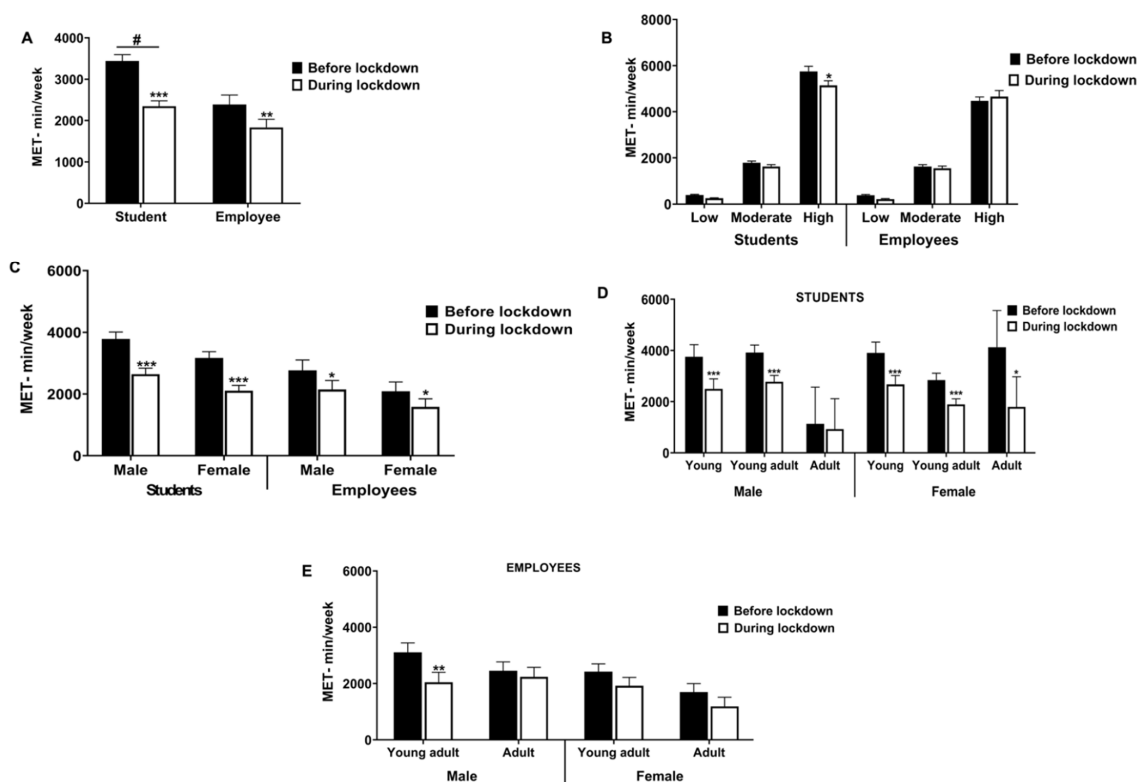 A
4000
3000
2000
1000
0
MET- min/week
#
***
**
Before lockdown
During lockdown
Student Employee
B
8000
6000
4000
2000
0
MET- min/week
*
Before lockdown
During lockdown
Low Moderate High Low Moderate High
Students Employees
C
6000
4000
2000
0
MET- min/week
*** *** * *
Before lockdown
During lockdown
Male Female Male Female
Students Employees
D
STUDENTS
6000
4000
2000
0
MET- min/week
*** *** *** *** *
Before lockdown
During lockdown
Young Young adult Adult Young Young adult Adult
Male Female
E
EMPLOYEES
6000
4000
2000
0
MET- min/week
**
Before lockdown
During lockdown
Young adult Adult Young adult Adult
Male Female